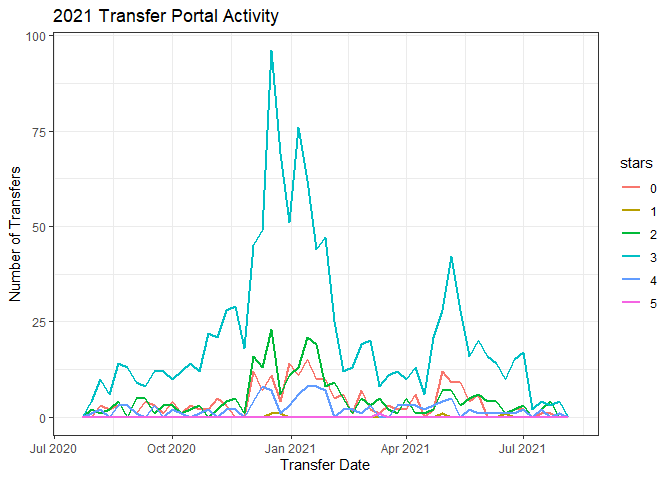 2021 Transfer Portal Activity
100
75
50
25
0
Number of Transfers
Jul 2020 Oct 2020 Jan 2021 Apr 2021 Jul 2021
Transfer Date
stars
0
1
2
3
4
5